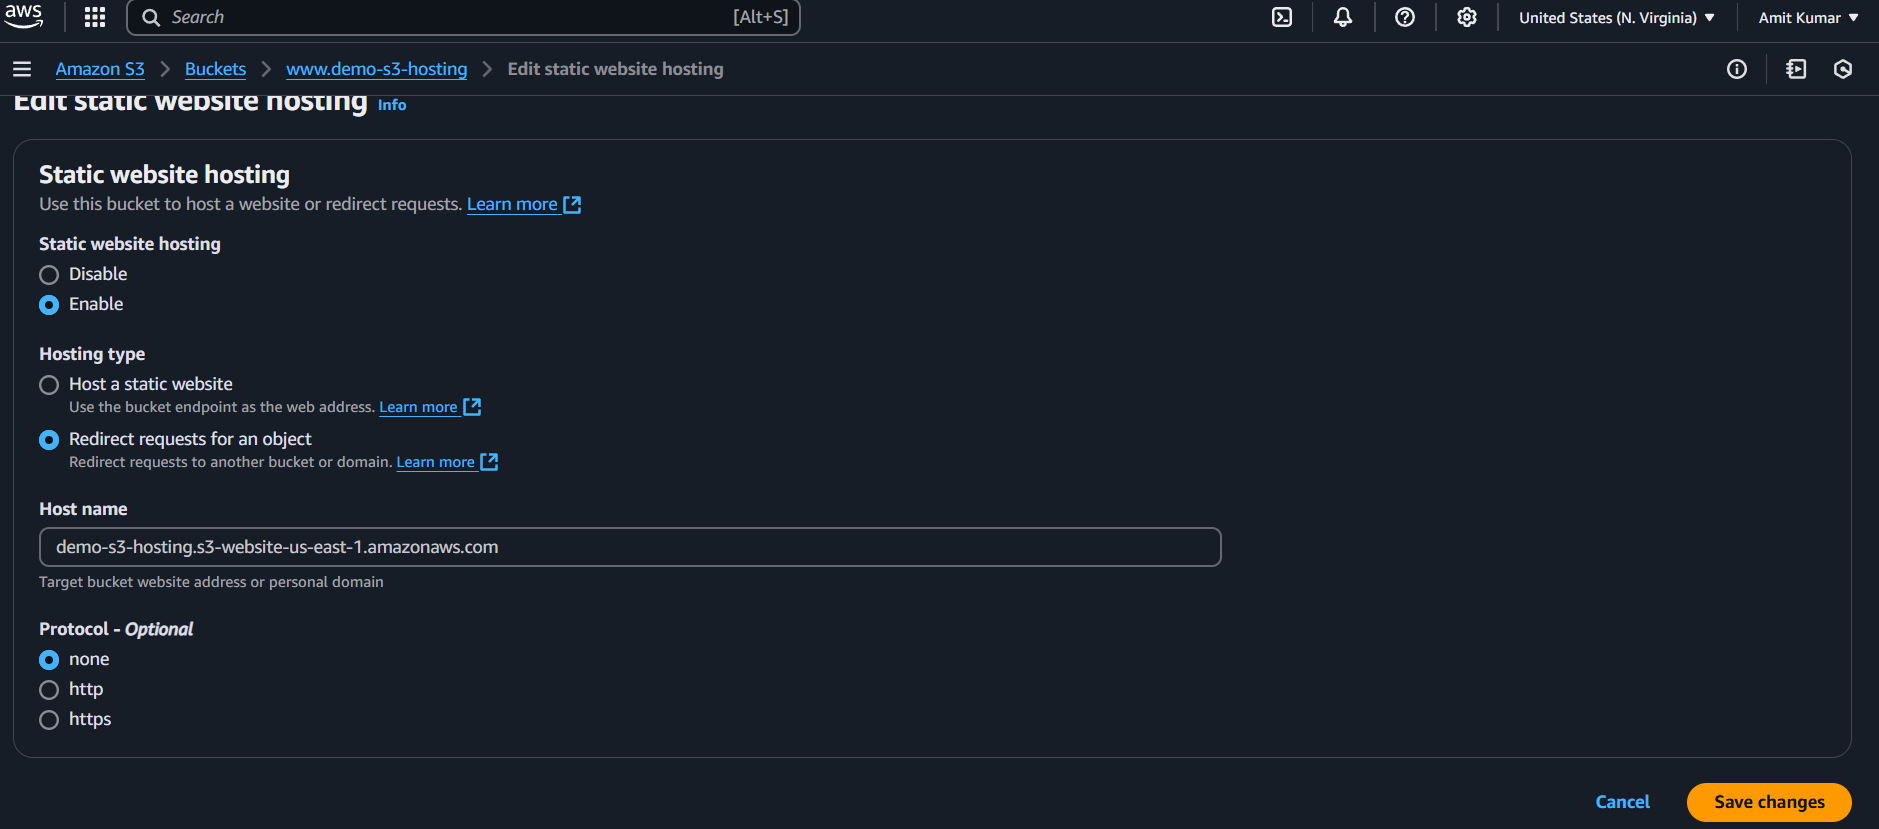 aws Search [Alt+S] United States (N. Virginia) Amit Kumar
Amazon S3 Buckets www.demo-s3-hosting Edit static website hosting
Edit static website hosting Info
Static website hosting
Use this bucket to host a website or redirect requests. Learn more
Static website hosting
Disable
Enable
Hosting type
Host a static website
Use the bucket endpoint as the web address. Learn more
Redirect requests for an object
Redirect requests to another bucket or domain. Learn more
Host name
demo-s3-hosting.s3-website-us-east-1.amazonaws.com
Target bucket website address or personal domain
Protocol - Optional
none
http
https
Cancel Save changes